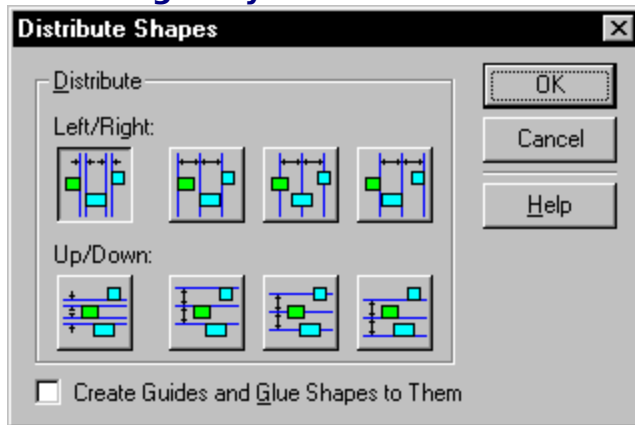 Distribute Shapes
Distribute
OK
Left/Right:
Cancel
Help
Up/Down:
Create Guides and Glue Shapes to Them